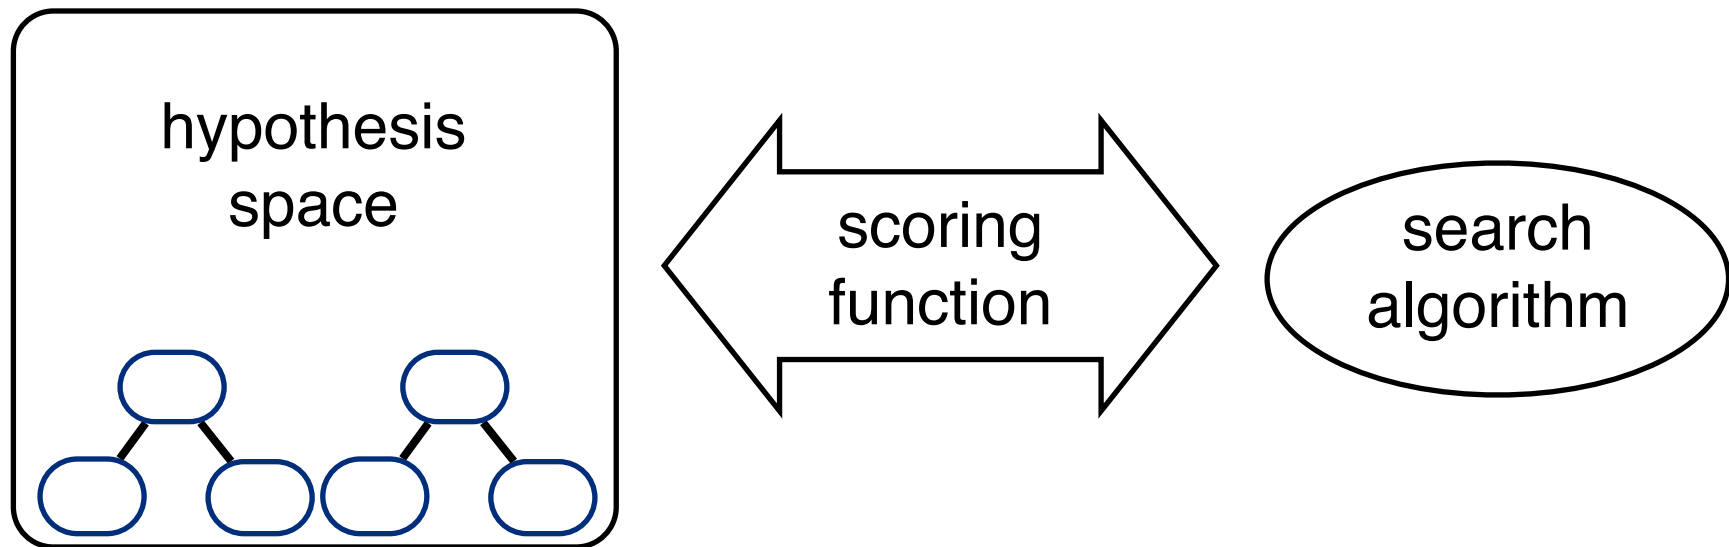 hypothesis
space
scoring
function
search
algorithm